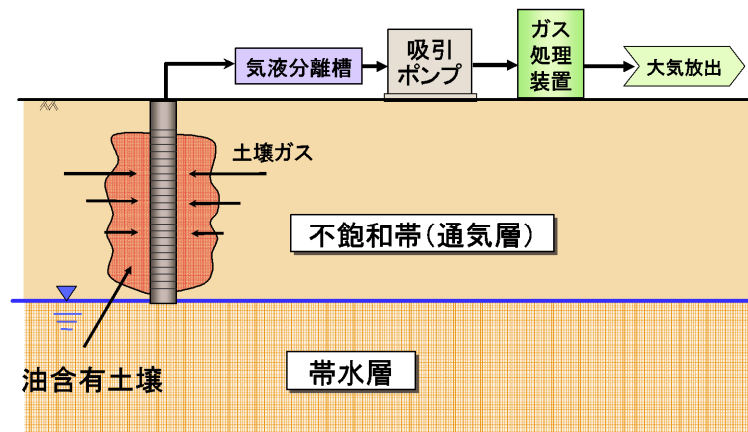 気液分離槽
吸引
ポンプ
ガス
処理
装置
大気放出
土壌ガス
不飽和帯(通気層)
油含有土壌
帯水層